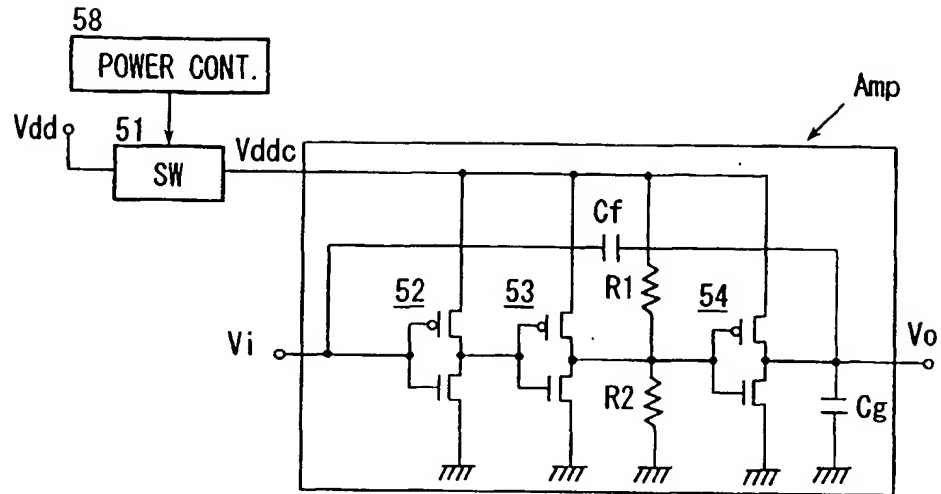 58
POWER CONT.
Amp
Vdd
51
SW
Vddc
Cf
R1
52
53
54
Vi
Vo
R2
Cg